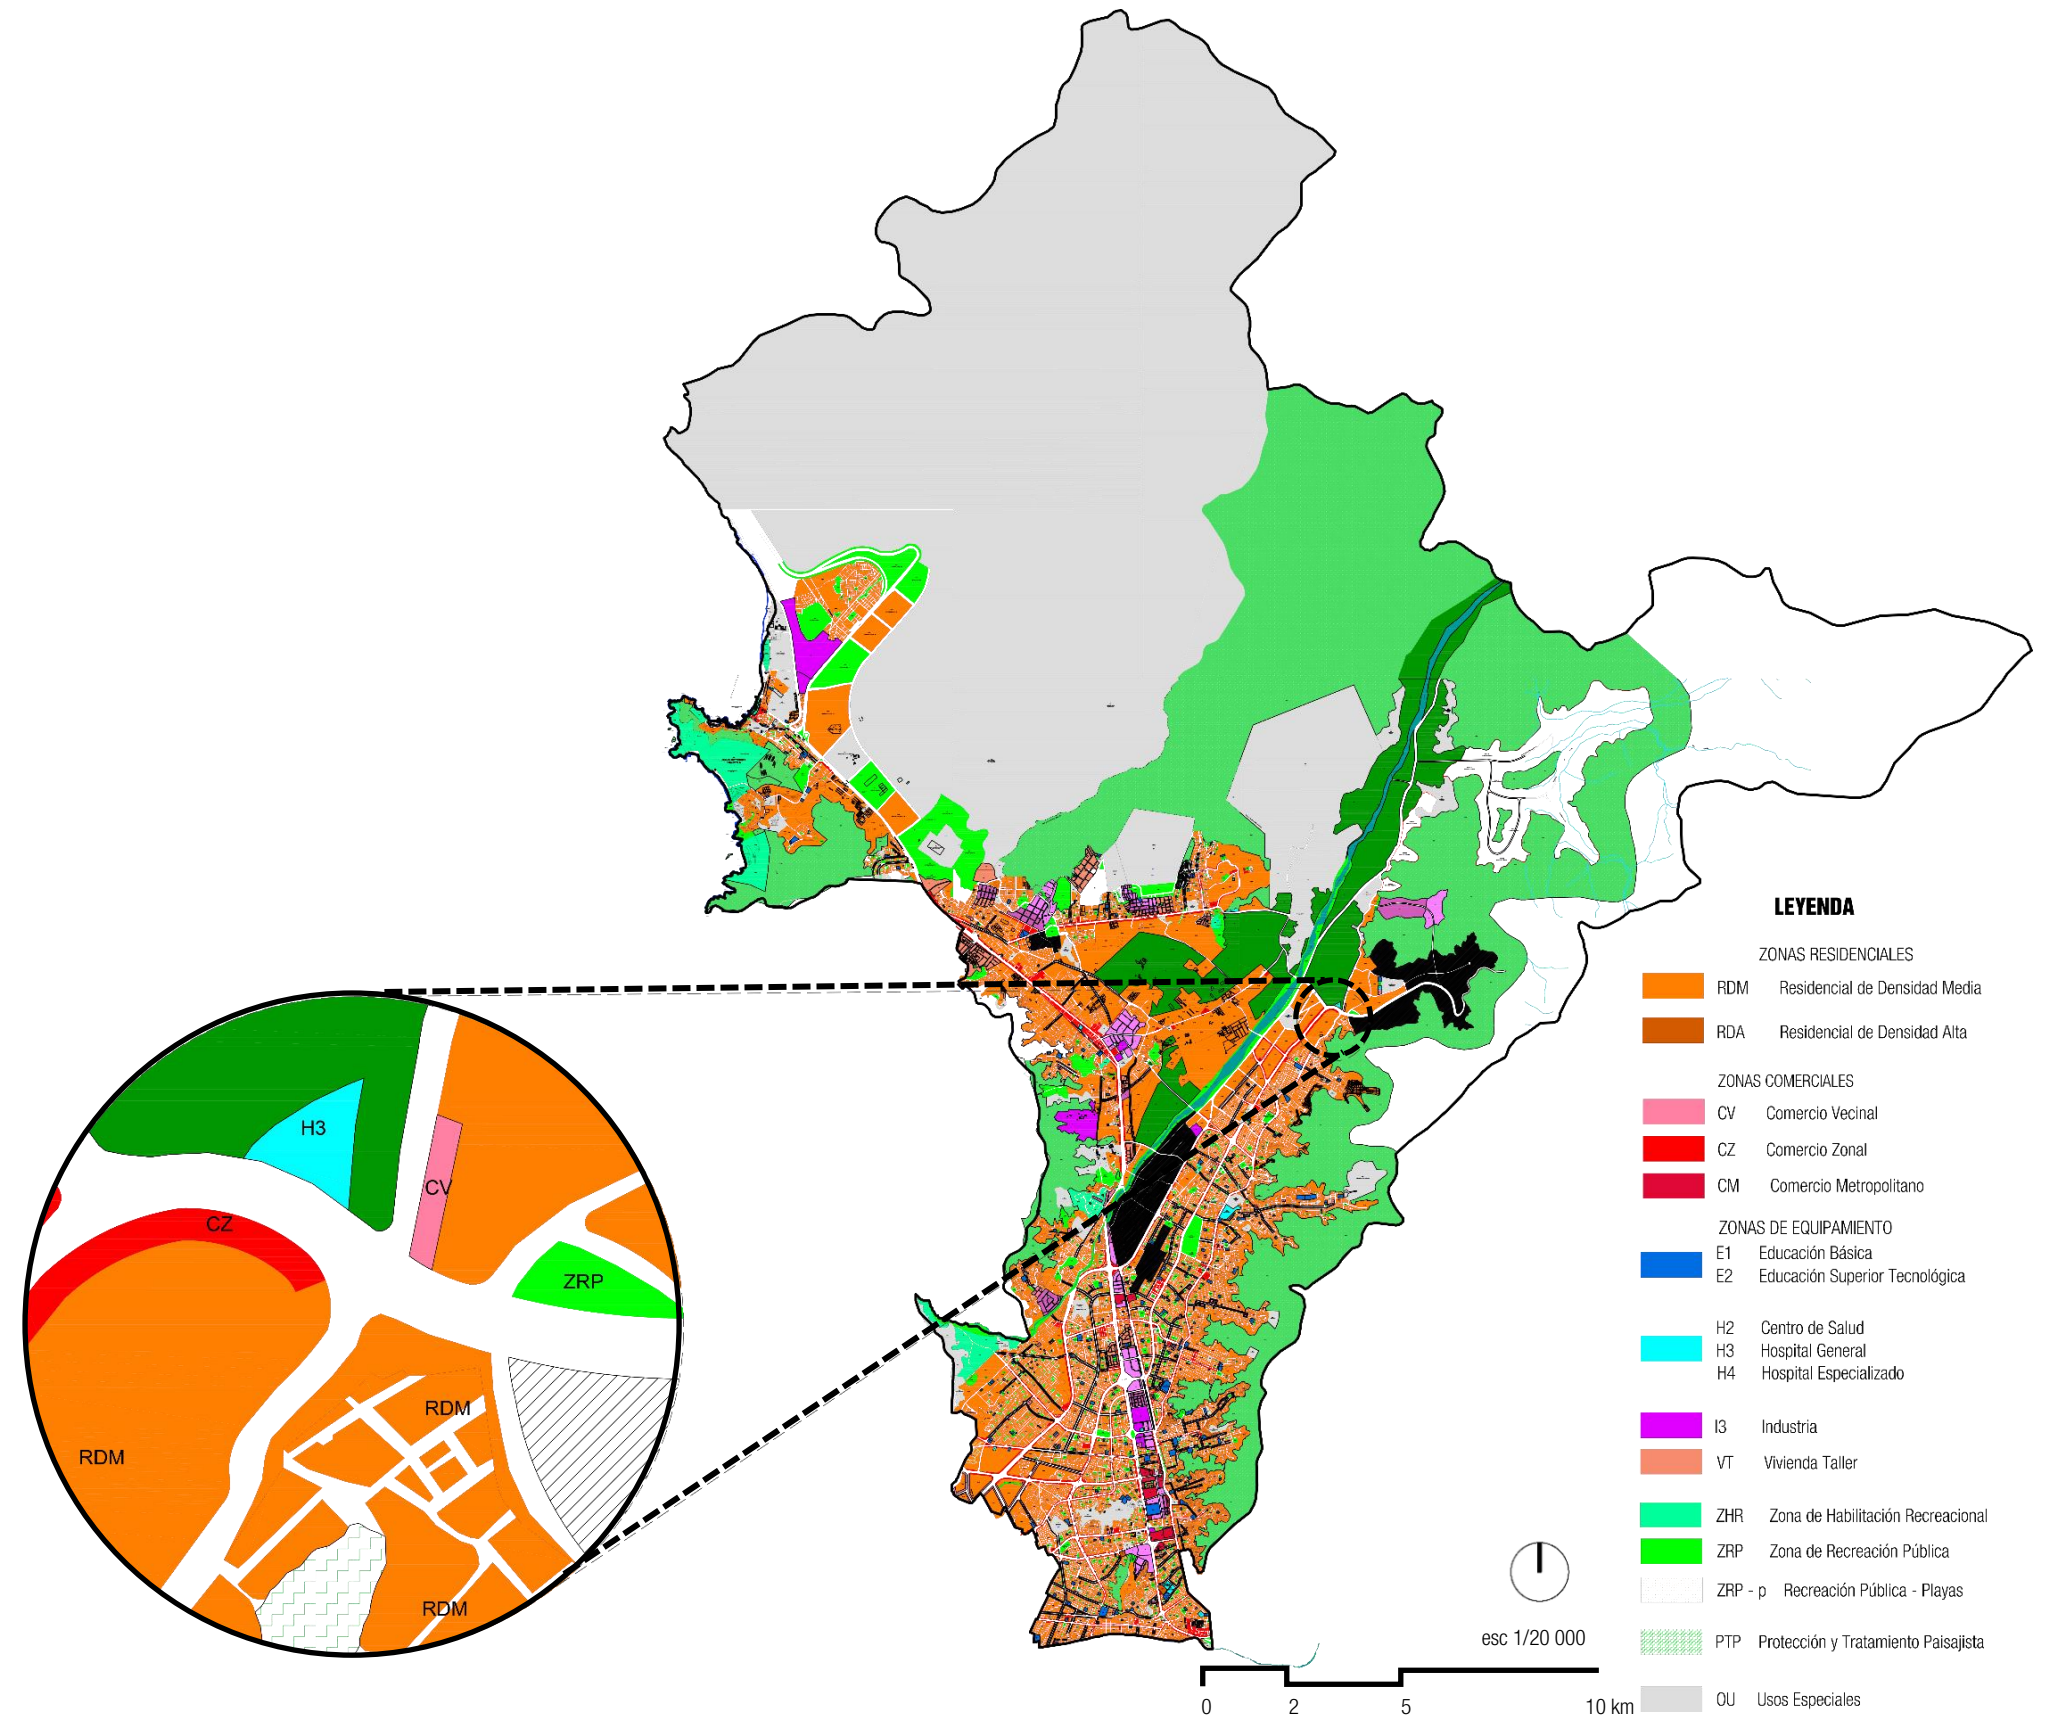 H3
CV
CZ
ZRP
RDM
RDM
RDM
LEYENDA
ZONAS RESIDENCIALES
RDM Residencial de Densidad Media
RDA Residencial de Densidad Alta
ZONAS COMERCIALES
CV Comercio Vecinal
CZ Comercio Zonal
CM Comercio Metropolitano
ZONAS DE EQUIPAMIENTO
E1 Educación Básica
E2 Educación Superior Tecnológica
H2 Centro de Salud
H3 Hospital General
H4 Hospital Especializado
I3 Industria
VT Vivienda Taller
ZHR Zona de Habilitación Recreacional
ZRP Zona de Recreación Pública
ZRP - p Recreación Pública - Playas
PTP Protección y Tratamiento Paisajista
OU Usos Especiales
esc 1/20 000
0 2 5 10 km